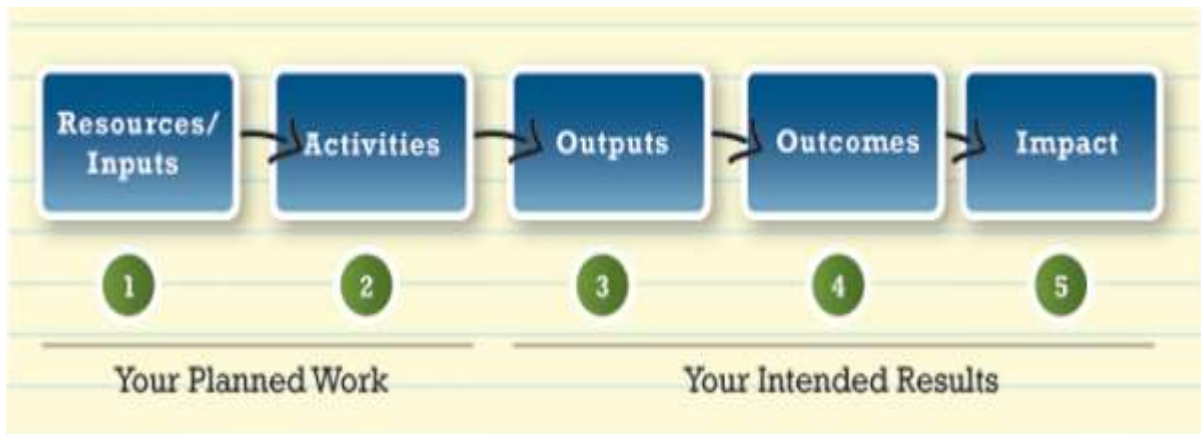 Resources/
Inputs
Activities
Outputs
Outcomes
Impact
1
2
3
4
5
Your Planned Work
Your Intended Results